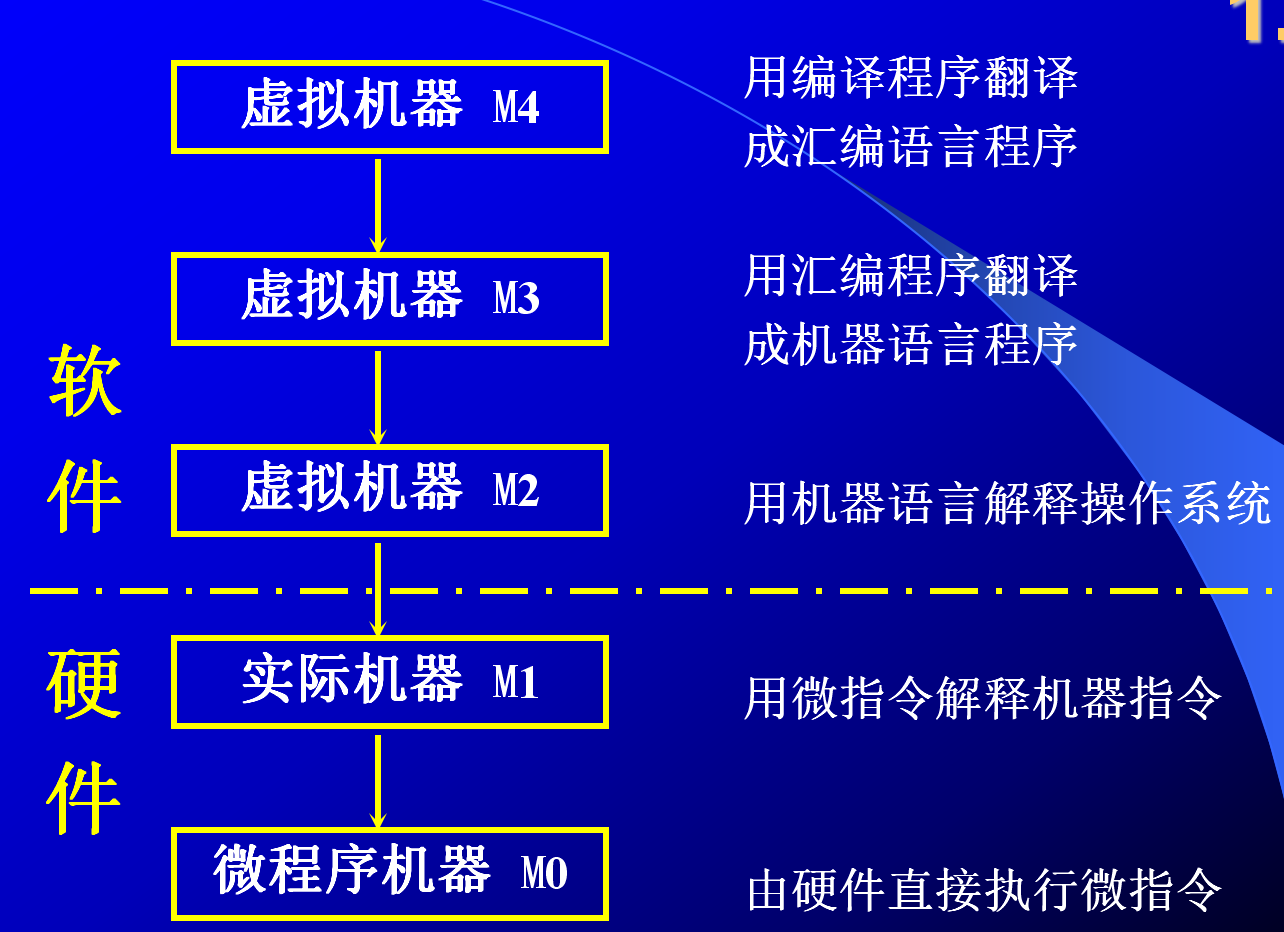 1.
虚拟机器 M4
用编译程序翻译
成汇编语言程序
虚拟机器 M3
用汇编程序翻译
成机器语言程序
软
件
虚拟机器 M2
用机器语言解释操作系统
硬
件
实际机器 M1
用微指令解释机器指令
微程序机器 M0
由硬件直接执行微指令